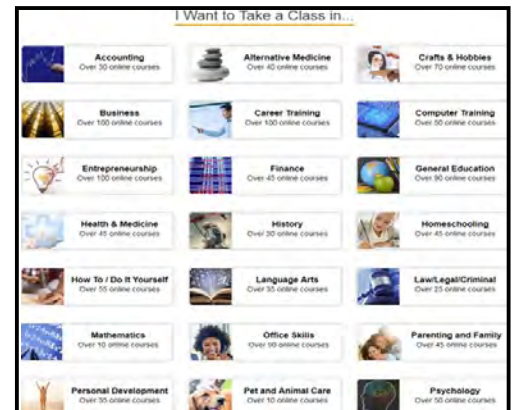 I Want to Take a Class in...
Accounting
Over 30 online courses
Alternative Medicine
Over 40 online courses
Crafts & Hobbies
Over 70 online courses
Business
Over 100 online courses
Career Training
Over 100 online courses
Computer Training
Over 50 online courses
Entrepreneurship
Over 100 online courses
Finance
Over 45 online courses
General Education
Over 90 online courses
Health & Medicine
Over 45 online courses
History
Over 30 online courses
Homeschooling
Over 45 online courses
How To / Do It Yourself
Over 55 online courses
Language Arts
Over 35 online courses
Law/Legal/Criminal
Over 25 online courses
Mathematics
Over 10 online courses
Office Skills
Over 90 online courses
Parenting and Family
Over 45 online courses
Personal Development
Over 35 online courses
Pet and Animal Care
Over 10 online courses
Psychology
Over 50 online courses